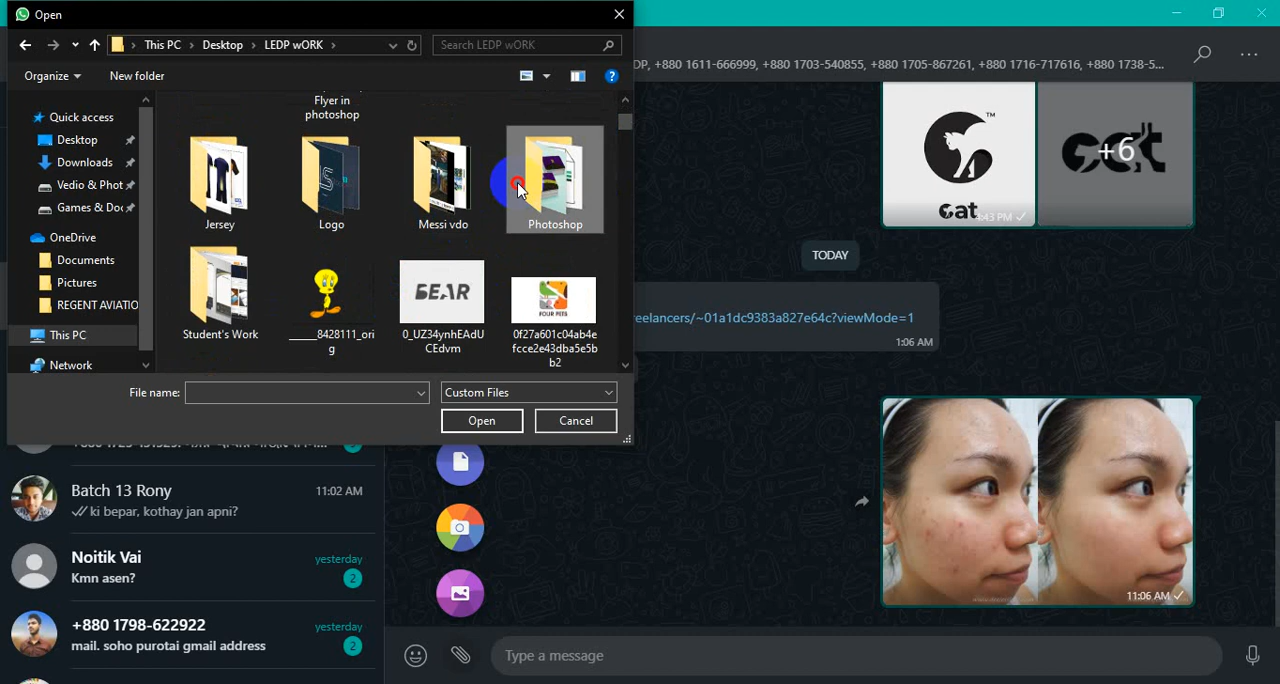 Open
This PC
Desktop
LEDP wORK
Search LEDP wORK
DP, +880 1611-666999, +880 1703-540855, +880 1705-867261, +880 1716-717616, +880 1738-5...
Organize
New folder
Quick access
Desktop
Downloads
Vedio & Phot
Games & Doc
OneDrive
Documents
Pictures
REGENT AVIATIO
This PC
Network
Flyer in
photoshop
Jersey
Logo
Messi vdo
Photoshop
Student's Work
_____8428111_ori
g
BEAR
0_UZ34ynhEAdU
CEdvm
FOUR PETS
0f27a601c04ab4e
fcce2e43dba5e5b
b2
File name:
Custom Files
Open
Cancel
TM
cat
:43 PM
cat
+6
TODAY
reelancers/~01a1dc9383a827e64c?viewMode=1
1:06 AM
Batch 13 Rony
11:02 AM
ki bepar, kothay jan apni?
Noitik Vai
yesterday
Kmn asen?
2
+880 1798-622922
yesterday
mail. soho purotai gmail address
2
11:06 AM
Type a message